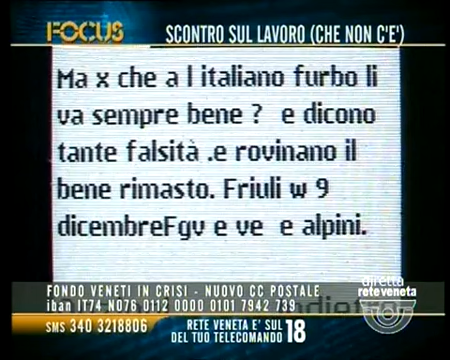 FOCUS
SCONTRO SUL LAVORO (CHE NON C'E')
Ma x che a l italiano furbo li
va sempre bene ? e dicono
tante falsità .e rovinano il
bene rimasto. Friuli w 9
dicembreFgv e ve e alpini.
FONDO VENETI IN CRISI - NUOVO CC POSTALE
iban IT74 N076 0112 0000 0101 7942 739
diretta
reteveneta
SMS 340 3218806
RETE VENETA E' SUL
DEL TUO TELECOMANDO 18